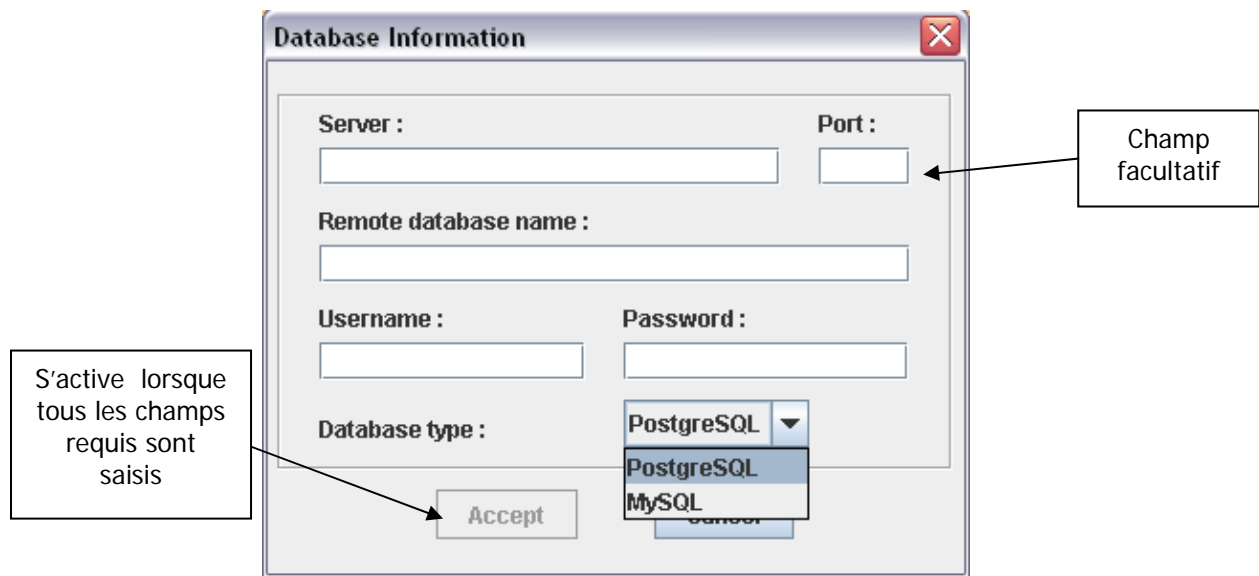 Database Information
Server :
Port :
Champ
facultatif
Remote database name :
Username :
Password :
S'active lorsque
tous les champs
requis sont
saisis
Database type :
PostgreSQL
PostgreSQL
MySQL
Accept